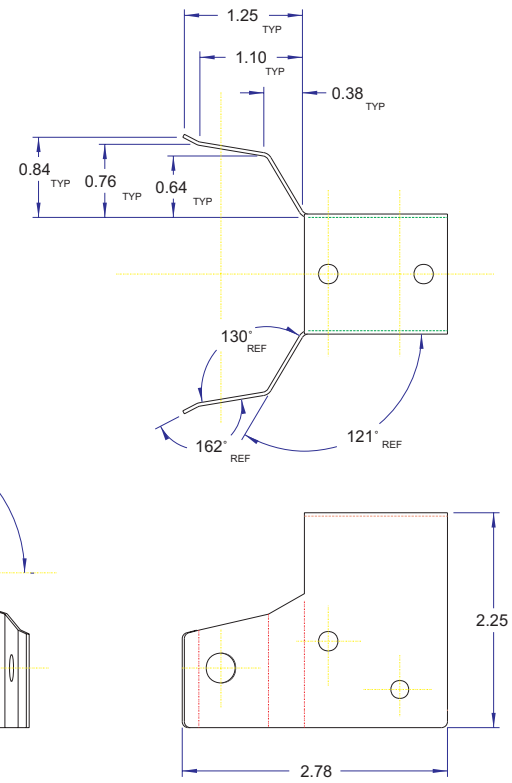 1.25 TYP
1.10 TYP
0.38 TYP
0.84 TYP
0.76 TYP
0.64 TYP
130° REF
162° REF
121° REF
2.25
2.78